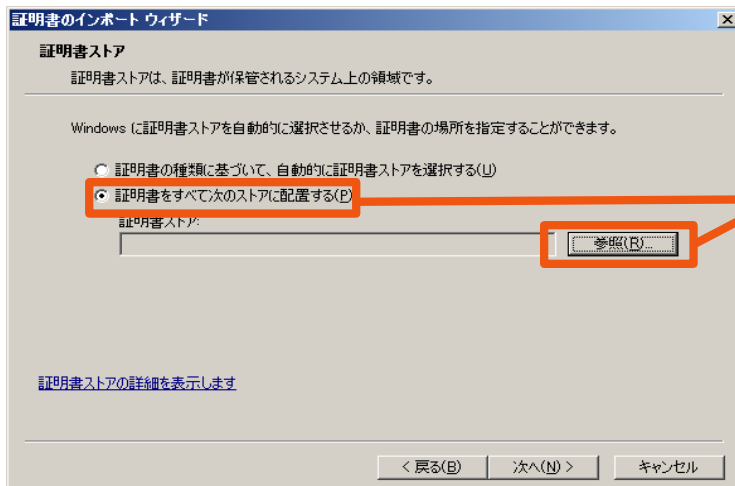 証明書のインポート ウィザード
証明書ストア
証明書ストアは、証明書が保管されるシステム上の領域です。
Windows に証明書ストアを自動的に選択させるか、証明書の場所を指定することができます。
証明書の種類に基づいて、自動的に証明書ストアを選択する(U)
証明書をすべて次のストアに配置する(P)
証明書ストア:
参照(R)...
証明書ストアの詳細を表示します
< 戻る(B)
次へ(N) >
キャンセル